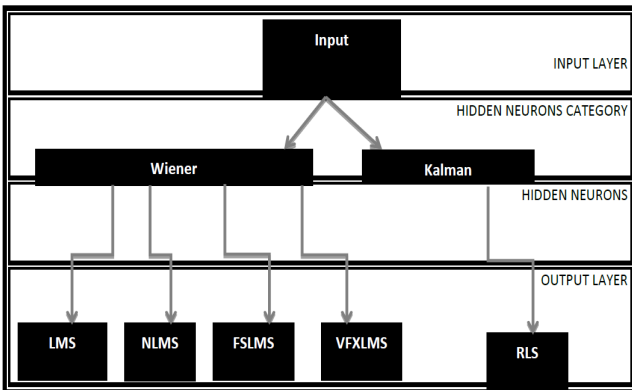 Input
INPUT LAYER
HIDDEN NEURONS CATEGORY
Wiener
Kalman
HIDDEN NEURONS
OUTPUT LAYER
LMS
NLMS
FSLMS
VFXLMS
RLS